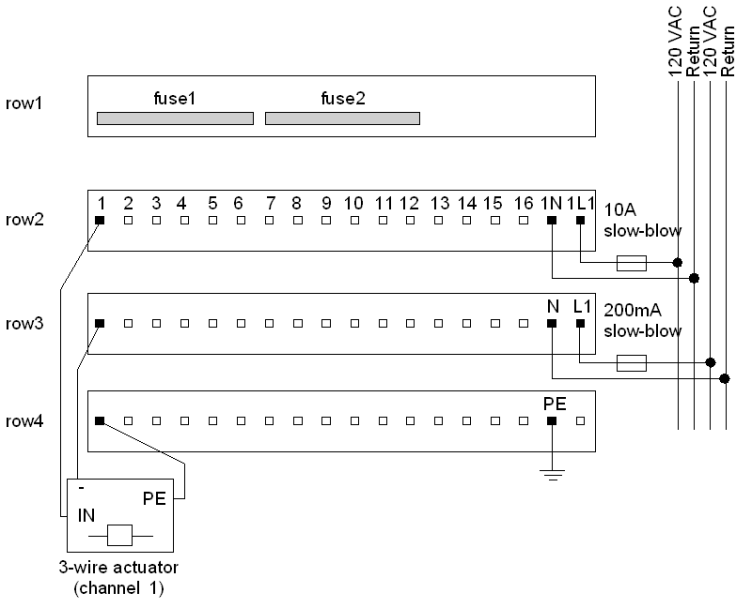 120 VAC
Return
120 VAC
Return
row1
fuse1 fuse2
row2
1 2 3 4 5 6 7 8 9 10 11 12 13 14 15 16 1N 1L1
10A
slow-blow
row3
N L1
200mA
slow-blow
row4
PE
-
PE
IN
3-wire actuator
(channel 1)